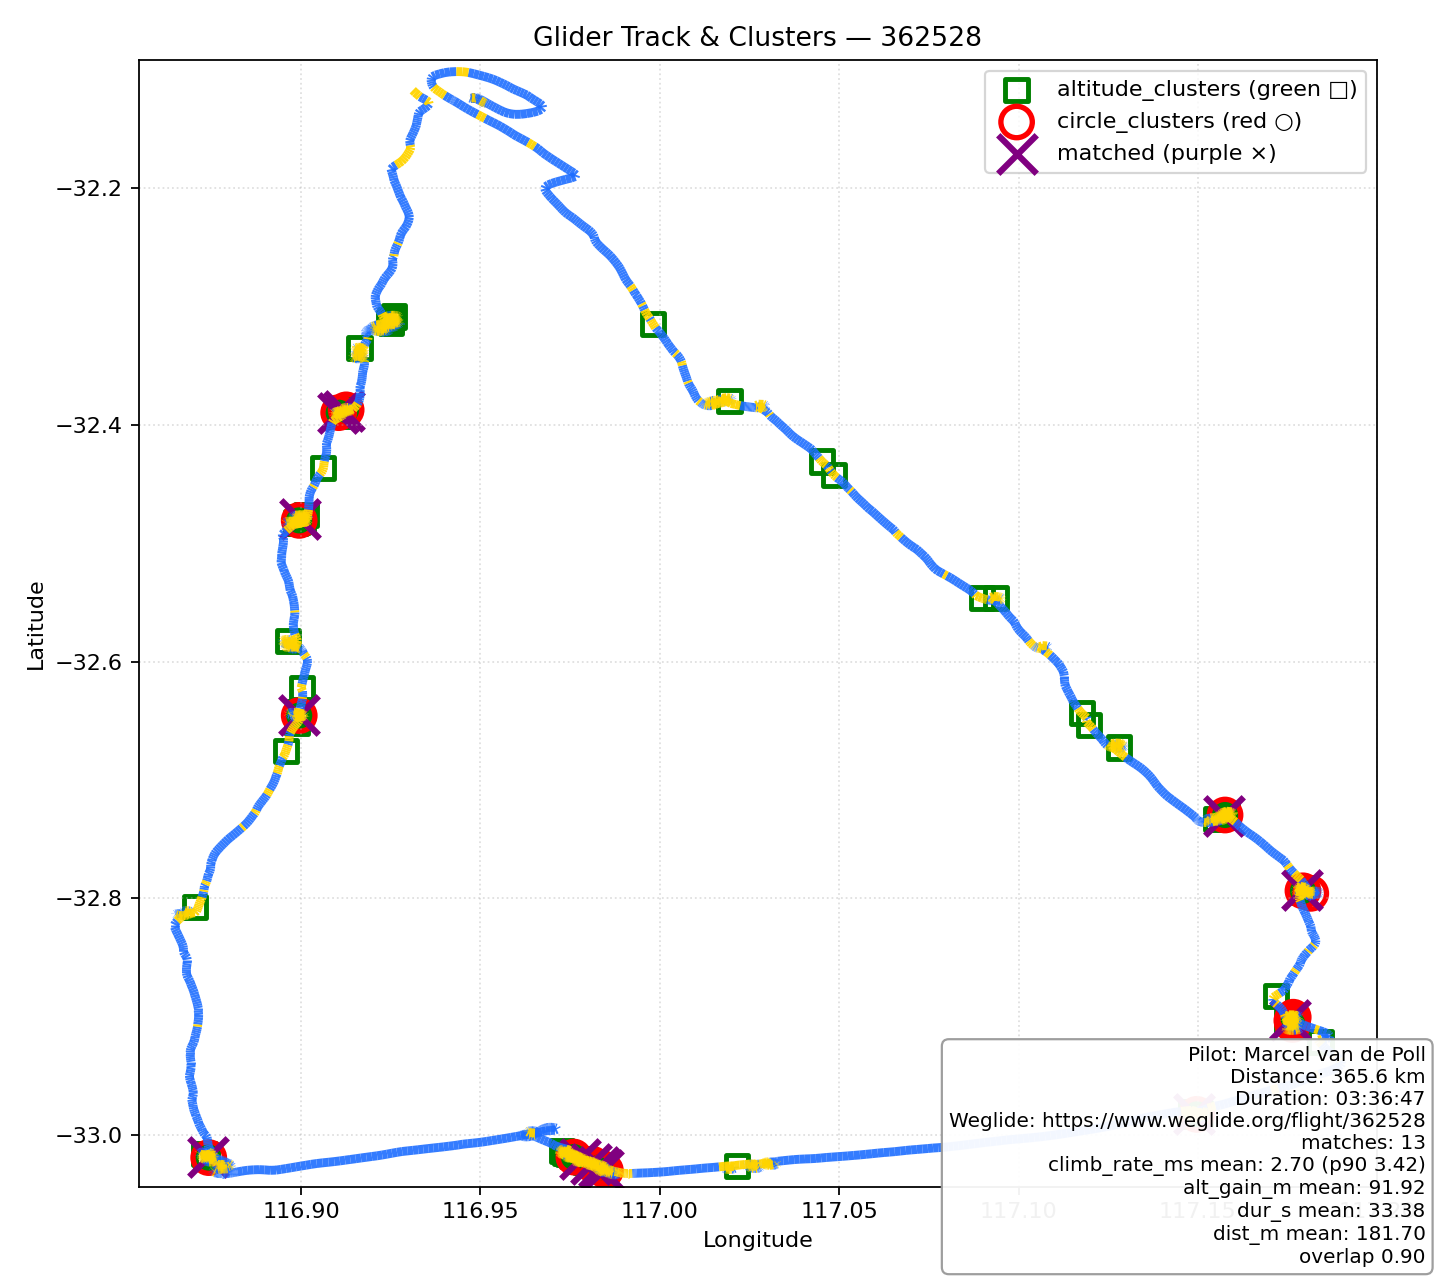 Glider Track & Clusters — 362528
altitude_clusters (green □)
circle_clusters (red ○)
matched (purple ×)
−32.2
−32.4
−32.6
−32.8
−33.0
Latitude
116.90
116.95
117.00
117.05
117.10
117.15
Longitude
Pilot: Marcel van de Poll
Distance: 365.6 km
Duration: 03:36:47
Weglide: https://www.weglide.org/flight/362528
matches: 13
climb_rate_ms mean: 2.70 (p90 3.42)
alt_gain_m mean: 91.92
dur_s mean: 33.38
dist_m mean: 181.70
overlap 0.90